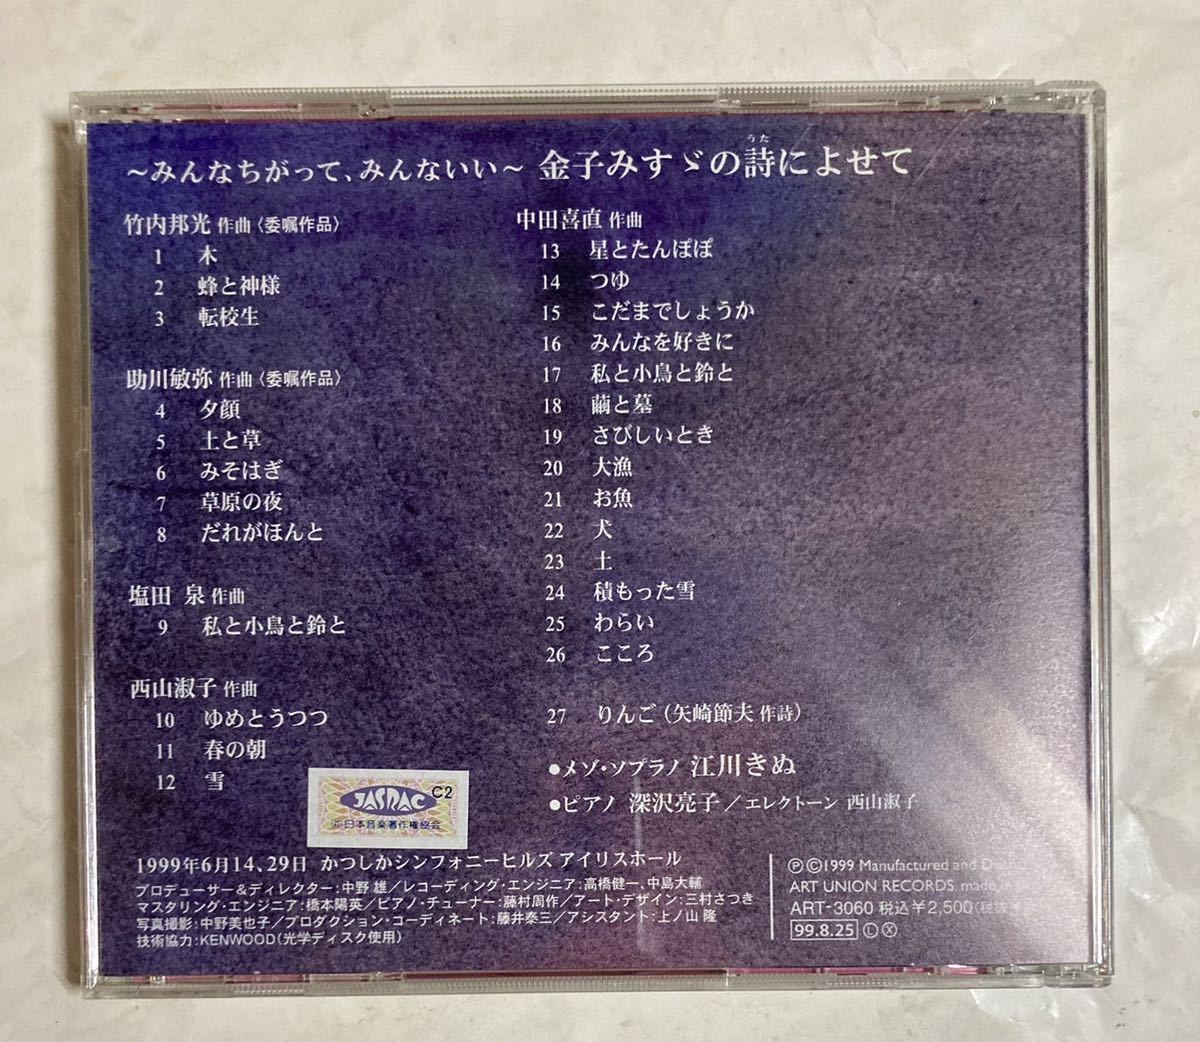 ～みんなちがって、みんないい～ 金子みすゞの詩によせて
うた
竹内邦光 作曲〈委嘱作品〉
1 木
2 蜂と神様
3 転校生
助川敏弥 作曲〈委嘱作品〉
4 夕顔
5 土と草
6 みそはぎ
7 草原の夜
8 だれがほんと
塩田 泉 作曲
9 私と小鳥と鈴と
西山淑子 作曲
10 ゆめとうつつ
11 春の朝
12 雪
中田喜直 作曲
13 星とたんぽぽ
14 つゆ
15 こだまでしょうか
16 みんなを好きに
17 私と小鳥と鈴と
18 繭と墓
19 さびしいとき
20 大漁
21 お魚
22 犬
23 土
24 積もった雪
25 わらい
26 こころ
27 りんご（矢崎節夫 作詩）
●メゾ・ソプラノ 江川きぬ
●ピアノ 深沢亮子／エレクトーン 西山淑子
JASRAC C2
日本音楽著作権協会
1999年6月14、29日 かつしかシンフォニーヒルズ アイリスホール
プロデューサー＆ディレクター：中野 雄／レコーディング・エンジニア：高橋健一、中島大輔
マスタリング・エンジニア：橋本陽英／ピアノ・チューナー：藤村周作／アート・デザイン：三村さつき
写真撮影：中野美也子／プロダクション・コーディネート：藤井泰三／アシスタント：上ノ山 隆
技術協力：KENWOOD（光学ディスク使用）
Ⓟ©1999 Manufactured and
ART UNION RECORDS. made in
ART-3060 税込￥2,500（税抜
99.8.25 Ⓛ Ⓧ